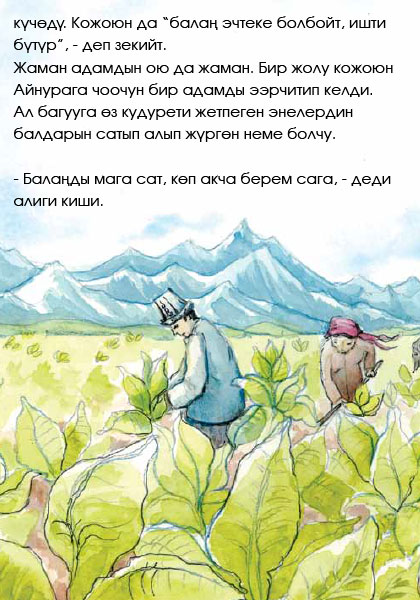 күчөдү. Кожоюн да “балаң эчтеке болбойт, ишти
бүтүр”, - деп зекийт.
Жаман адамдын ою да жаман. Бир жолу кожоюн
Айнурага чоочун бир адамды ээрчитип келди.
Ал багууга өз кудурети жетпеген энелердин
балдарын сатып алып жүргөн неме болчу.
- Балаңды мага сат, көп акча берем сага, - деди
алиги киши.